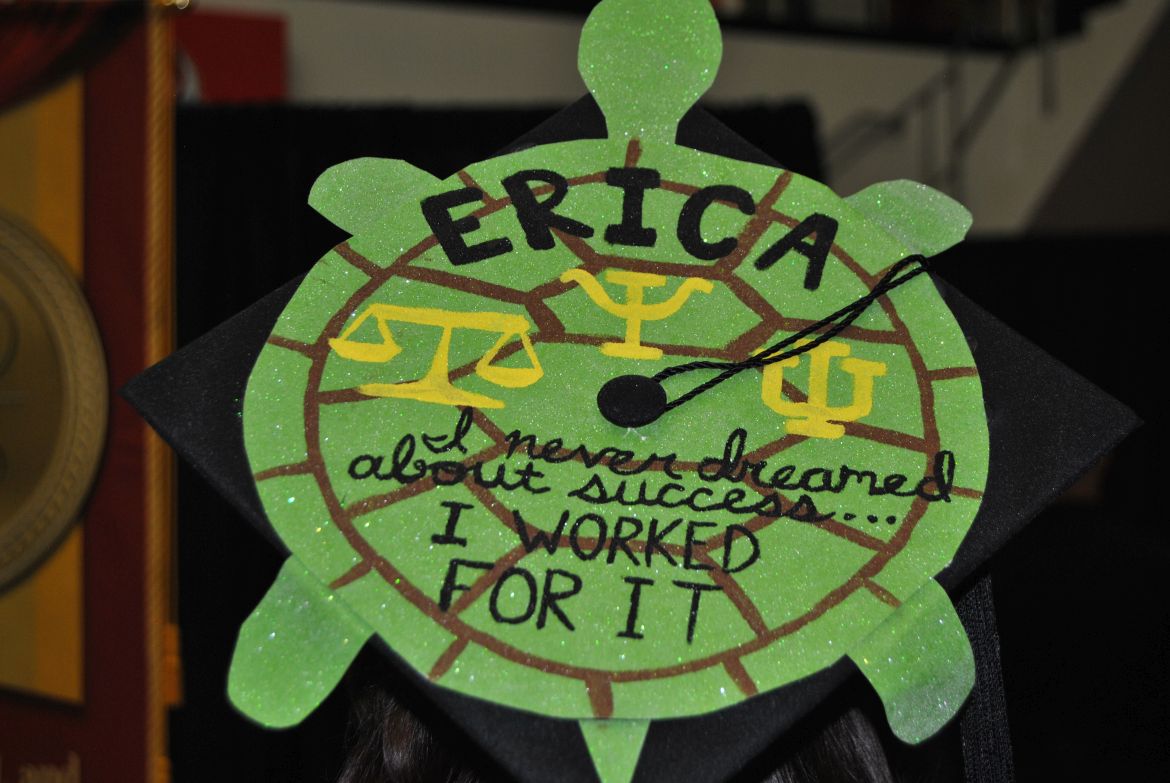 ERICA
Ψ
Ψ
I never dreamed
about success...
I WORKED
FOR IT